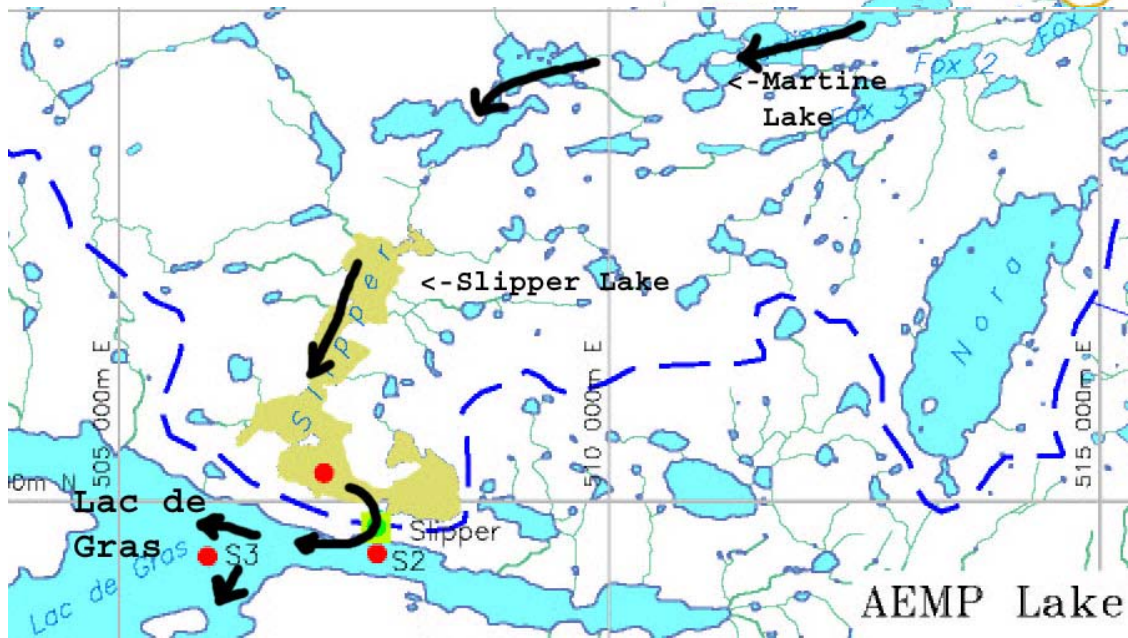 Fox
Fox 2
<-Martine
Lake
Fox 3
Slipper
<-Slipper Lake
Nora
505 000m E
510 000m E
515 000m E
00m N
Lac de
Gras
Lac de Gras
Slipper
S3
S2
AEMP Lake